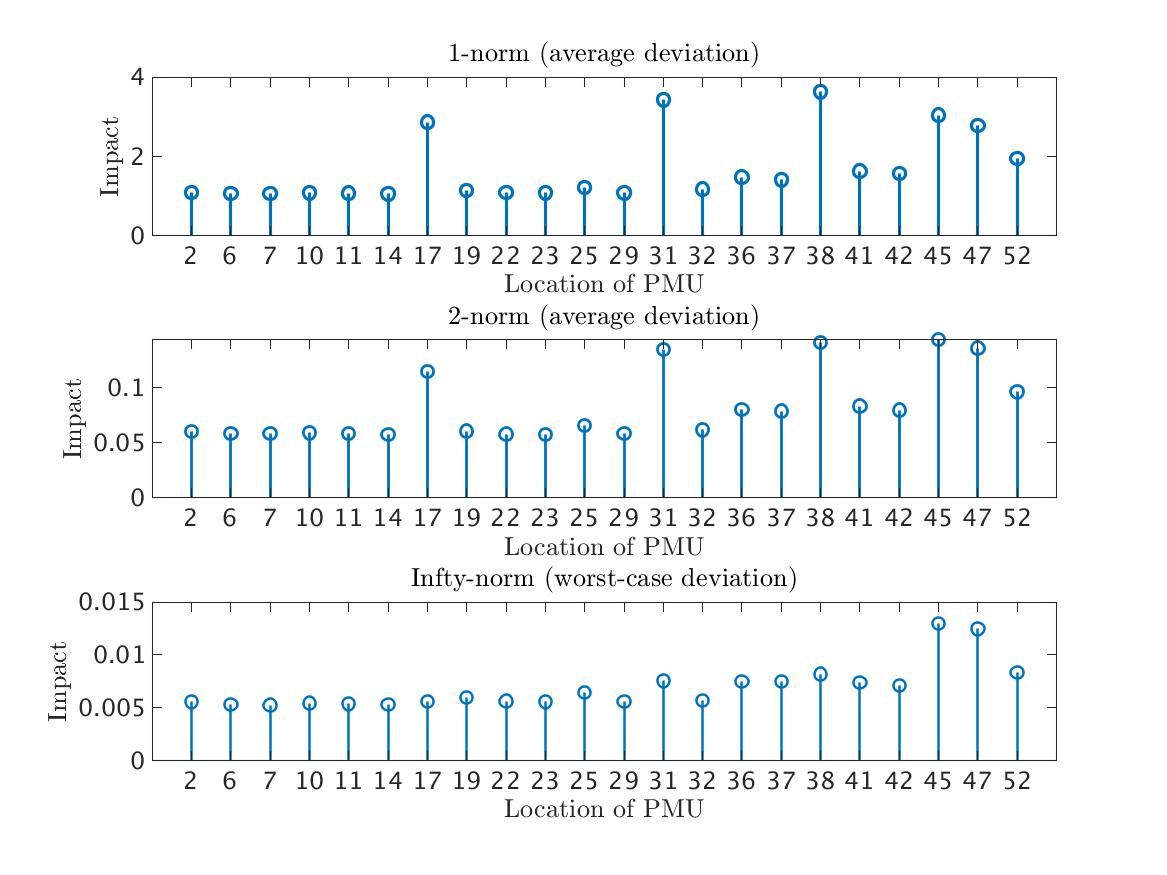 1-norm (average deviation)
4
2
0
Impact
2 6 7 10 11 14 17 19 22 23 25 29 31 32 36 37 38 41 42 45 47 52
Location of PMU
2-norm (average deviation)
0.1
0.05
0
Impact
2 6 7 10 11 14 17 19 22 23 25 29 31 32 36 37 38 41 42 45 47 52
Location of PMU
Infty-norm (worst-case deviation)
0.015
0.01
0.005
0
Impact
2 6 7 10 11 14 17 19 22 23 25 29 31 32 36 37 38 41 42 45 47 52
Location of PMU